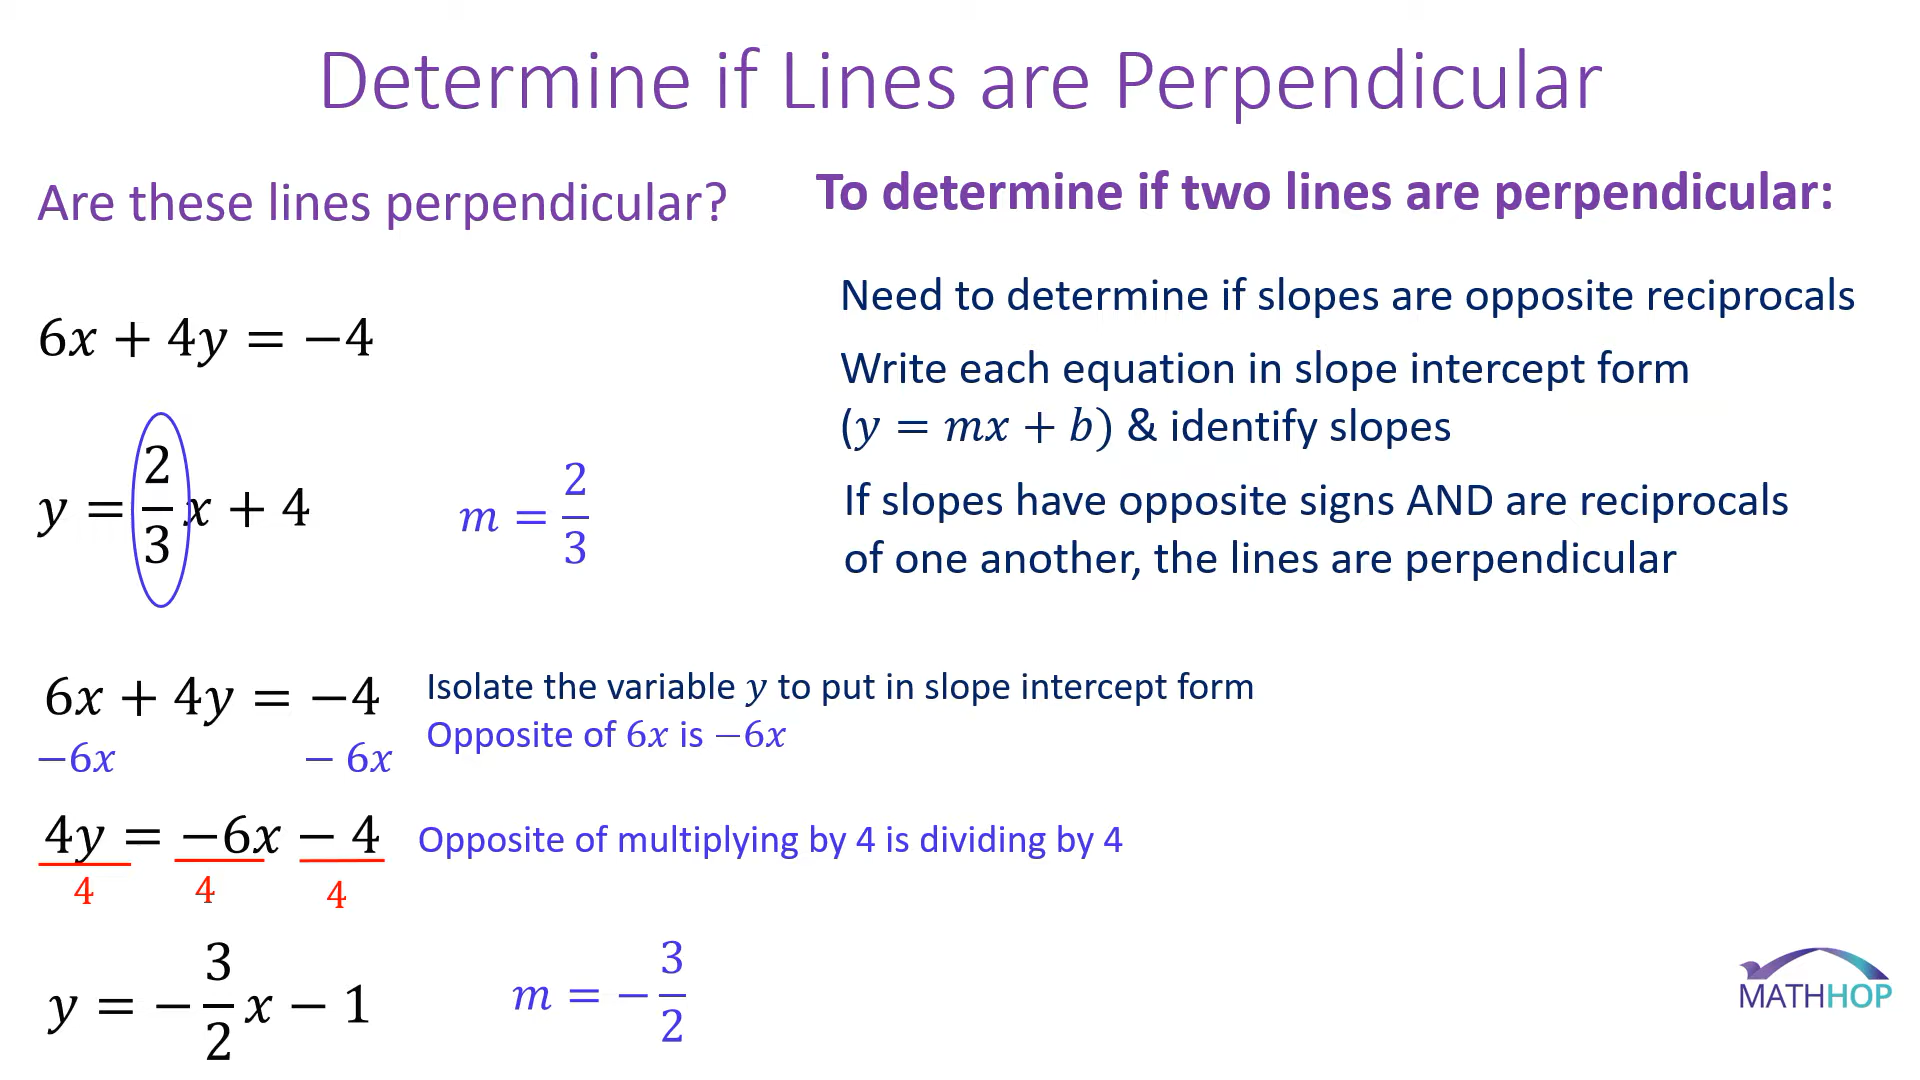 Determine if Lines are Perpendicular
Are these lines perpendicular?
6x + 4y = −4
y = 2/3 x + 4
m = 2/3
To determine if two lines are perpendicular:
Need to determine if slopes are opposite reciprocals
Write each equation in slope intercept form
(y = mx + b) & identify slopes
If slopes have opposite signs AND are reciprocals
of one another, the lines are perpendicular
6x + 4y = −4
−6x − 6x
Isolate the variable y to put in slope intercept form
Opposite of 6x is −6x
4y = −6x − 4
4 4 4
Opposite of multiplying by 4 is dividing by 4
y = − 3/2 x − 1
m = − 3/2
MATHHOP